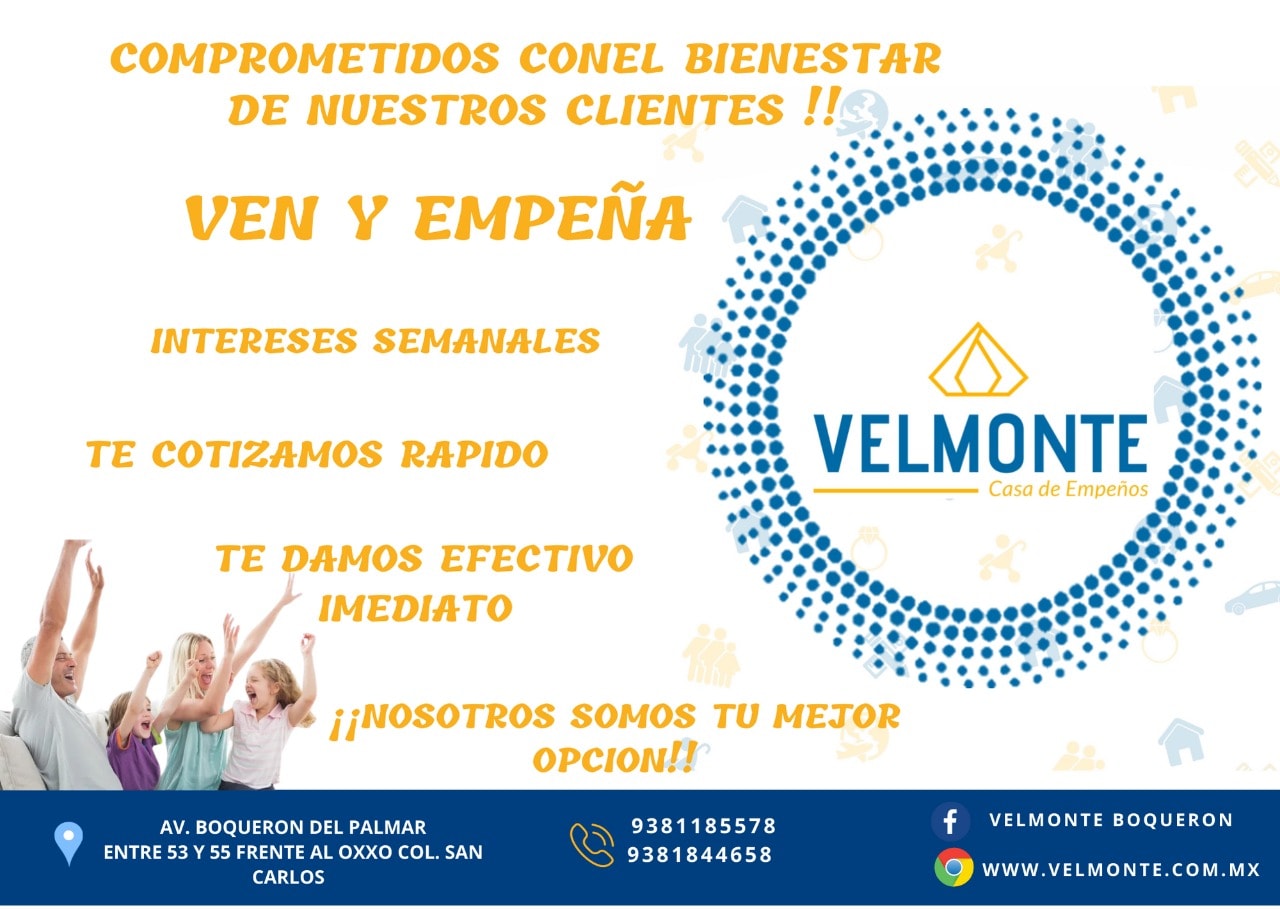 COMPROMETIDOS CONEL BIENESTAR
DE NUESTROS CLIENTES !!
VEN Y EMPEÑA
INTERESES SEMANALES
TE COTIZAMOS RAPIDO
TE DAMOS EFECTIVO
IMEDIATO
¡¡NOSOTROS SOMOS TU MEJOR
OPCION!!
VELMONTE
Casa de Empeños
AV. BOQUERON DEL PALMAR
ENTRE 53 Y 55 FRENTE AL OXXO COL. SAN
CARLOS
9381185578
9381844658
VELMONTE BOQUERON
WWW.VELMONTE.COM.MX